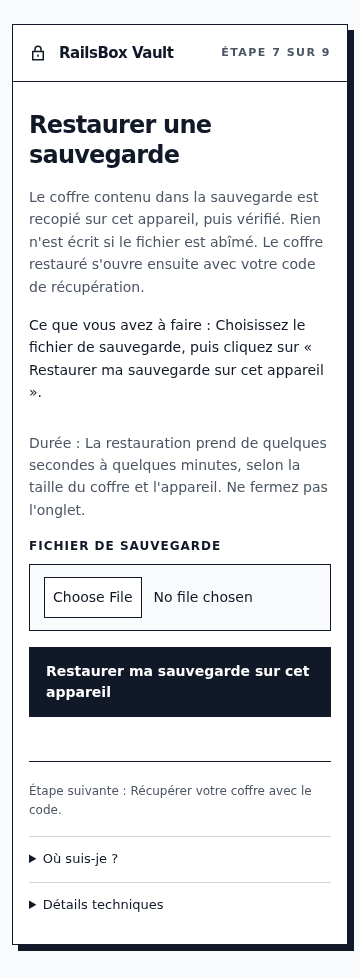 RailsBox Vault
ÉTAPE 7 SUR 9
Restaurer une
sauvegarde
Le coffre contenu dans la sauvegarde est
recopié sur cet appareil, puis vérifié. Rien
n'est écrit si le fichier est abîmé. Le coffre
restauré s'ouvre ensuite avec votre code
de récupération.
Ce que vous avez à faire : Choisissez le
fichier de sauvegarde, puis cliquez sur «
Restaurer ma sauvegarde sur cet appareil
».
Durée : La restauration prend de quelques
secondes à quelques minutes, selon la
taille du coffre et l'appareil. Ne fermez pas
l'onglet.
FICHIER DE SAUVEGARDE
Choose File No file chosen
Restaurer ma sauvegarde sur cet
appareil
Étape suivante : Récupérer votre coffre avec le
code.
Où suis-je ?
Détails techniques